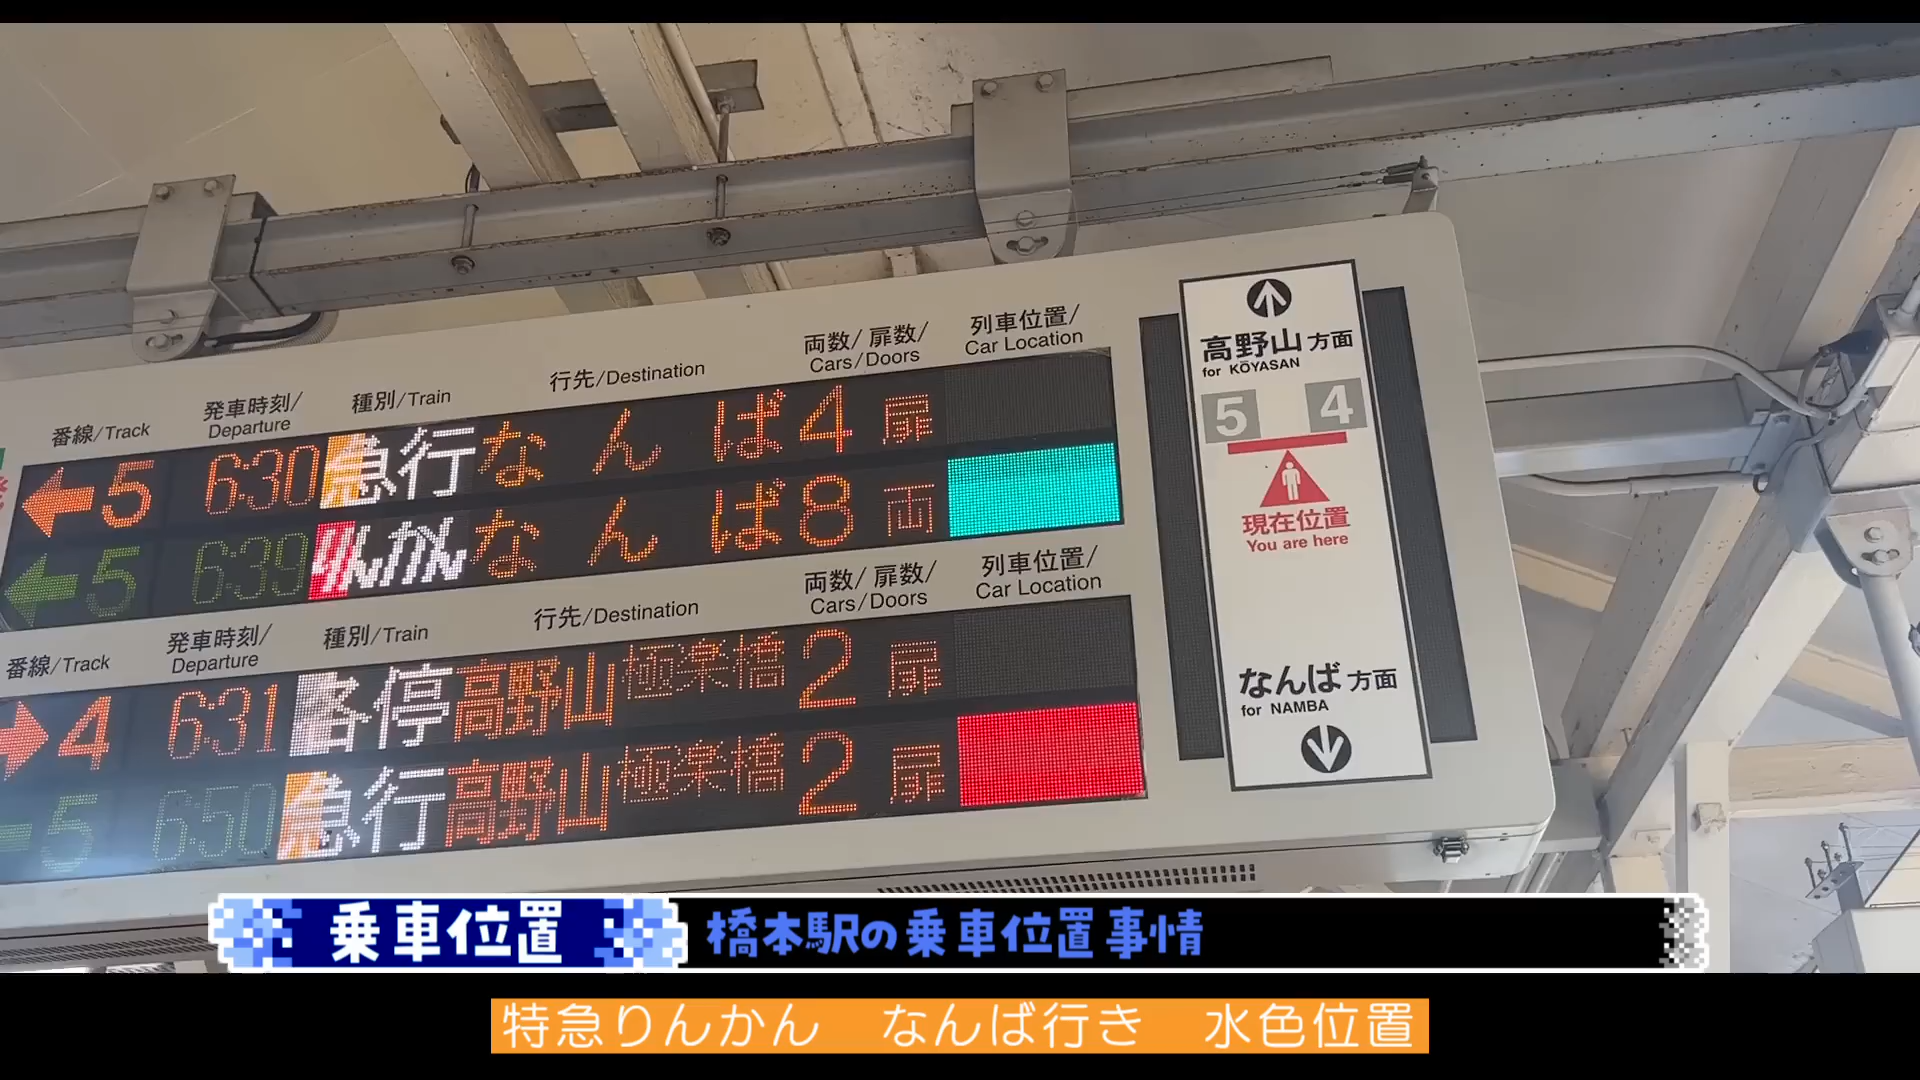 番線/Track 発車時刻/Departure 種別/Train 行先/Destination 両数/扉数/Cars/Doors 列車位置/Car Location
←5 6:30 急行 なんば 4扉
←5 6:39 りんかん なんば 8両
番線/Track 発車時刻/Departure 種別/Train 行先/Destination 両数/扉数/Cars/Doors 列車位置/Car Location
→4 6:31 各停 高野山極楽橋 2扉
←5 6:50 急行 高野山極楽橋 2扉
高野山方面
for KŌYASAN
5 4
現在位置
You are here
なんば方面
for NAMBA
乗車位置 橋本駅の乗車位置事情
特急りんかん なんば行き 水色位置